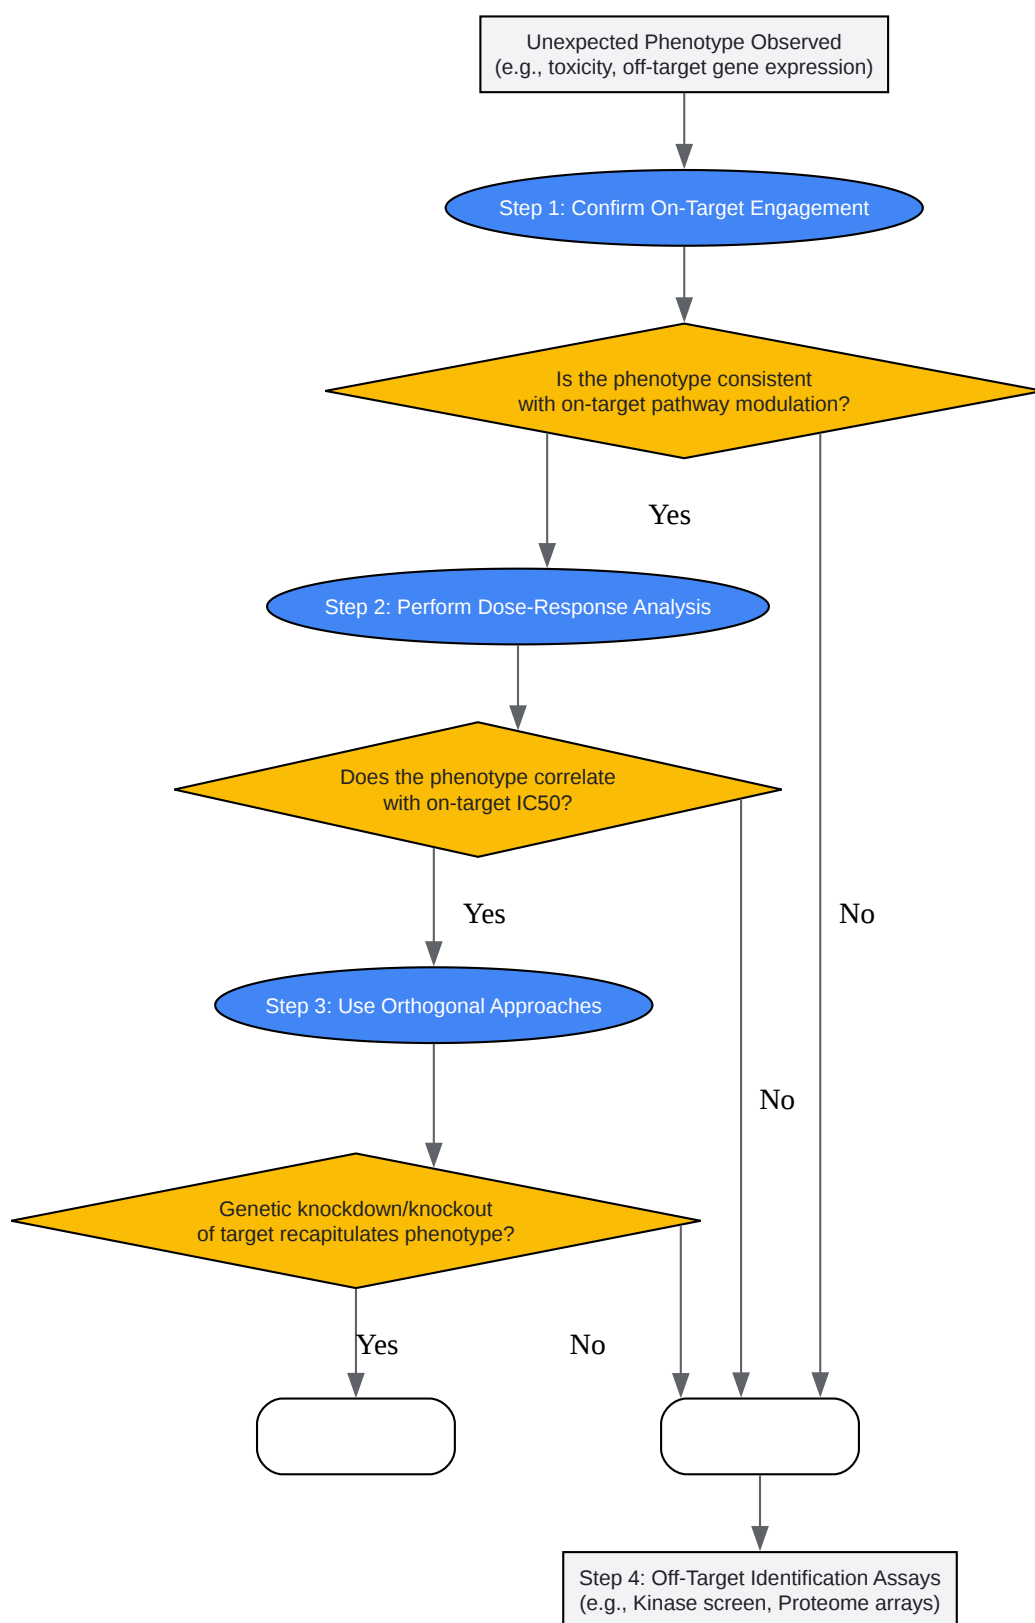 Unexpected Phenotype Observed
(e.g., toxicity, off-target gene expression)
Step 1: Confirm On-Target Engagement
Is the phenotype consistent
with on-target pathway modulation?
Yes
Step 2: Perform Dose-Response Analysis
Does the phenotype correlate
with on-target IC50?
Yes
No
Step 3: Use Orthogonal Approaches
No
Genetic knockdown/knockout
of target recapitulates phenotype?
Yes
No
Step 4: Off-Target Identification Assays
(e.g., Kinase screen, Proteome arrays)